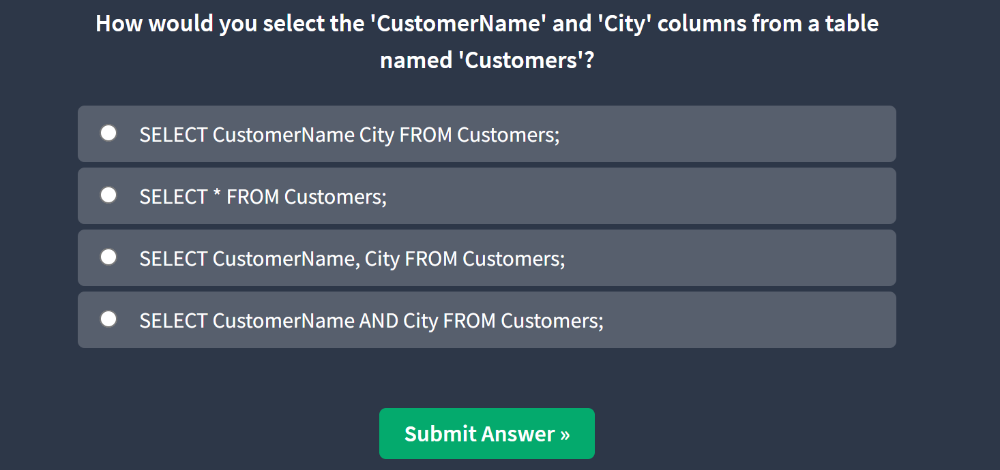 How would you select the 'CustomerName' and 'City' columns from a table
named 'Customers'?
SELECT CustomerName City FROM Customers;
SELECT * FROM Customers;
SELECT CustomerName, City FROM Customers;
SELECT CustomerName AND City FROM Customers;
Submit Answer »